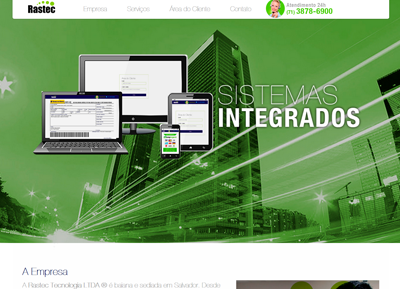 Rastec
Empresa
Serviços
Área do Cliente
Contato
Atendimento 24h
(71) 3878-6900
SISTEMAS
INTEGRADOS
A Empresa
A Rastec Tecnologia LTDA ® é baiana e sediada em Salvador. Desde